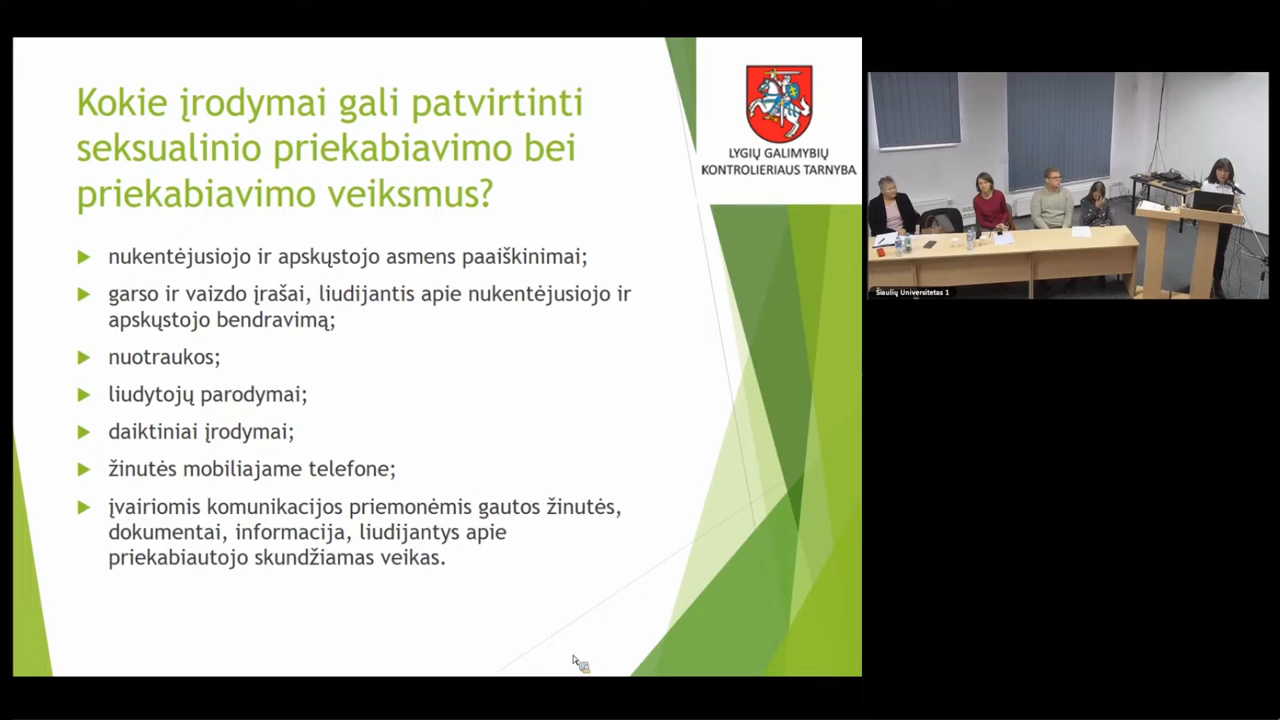 Kokie įrodymai gali patvirtinti
seksualinio priekabiavimo bei
priekabiavimo veiksmus?
nukentėjusiojo ir apskųstojo asmens paaiškinimai;
garso ir vaizdo įrašai, liudijantis apie nukentėjusiojo ir
apskųstojo bendravimą;
nuotraukos;
liudytojų parodymai;
daiktiniai įrodymai;
žinutės mobiliajame telefone;
įvairiomis komunikacijos priemonėmis gautos žinutės,
dokumentai, informacija, liudijantys apie
priekabiautojo skundžiamas veikas.
LYGIŲ GALIMYBIŲ
KONTROLIERIAUS TARNYBA
Šiaulių Universitetas 1